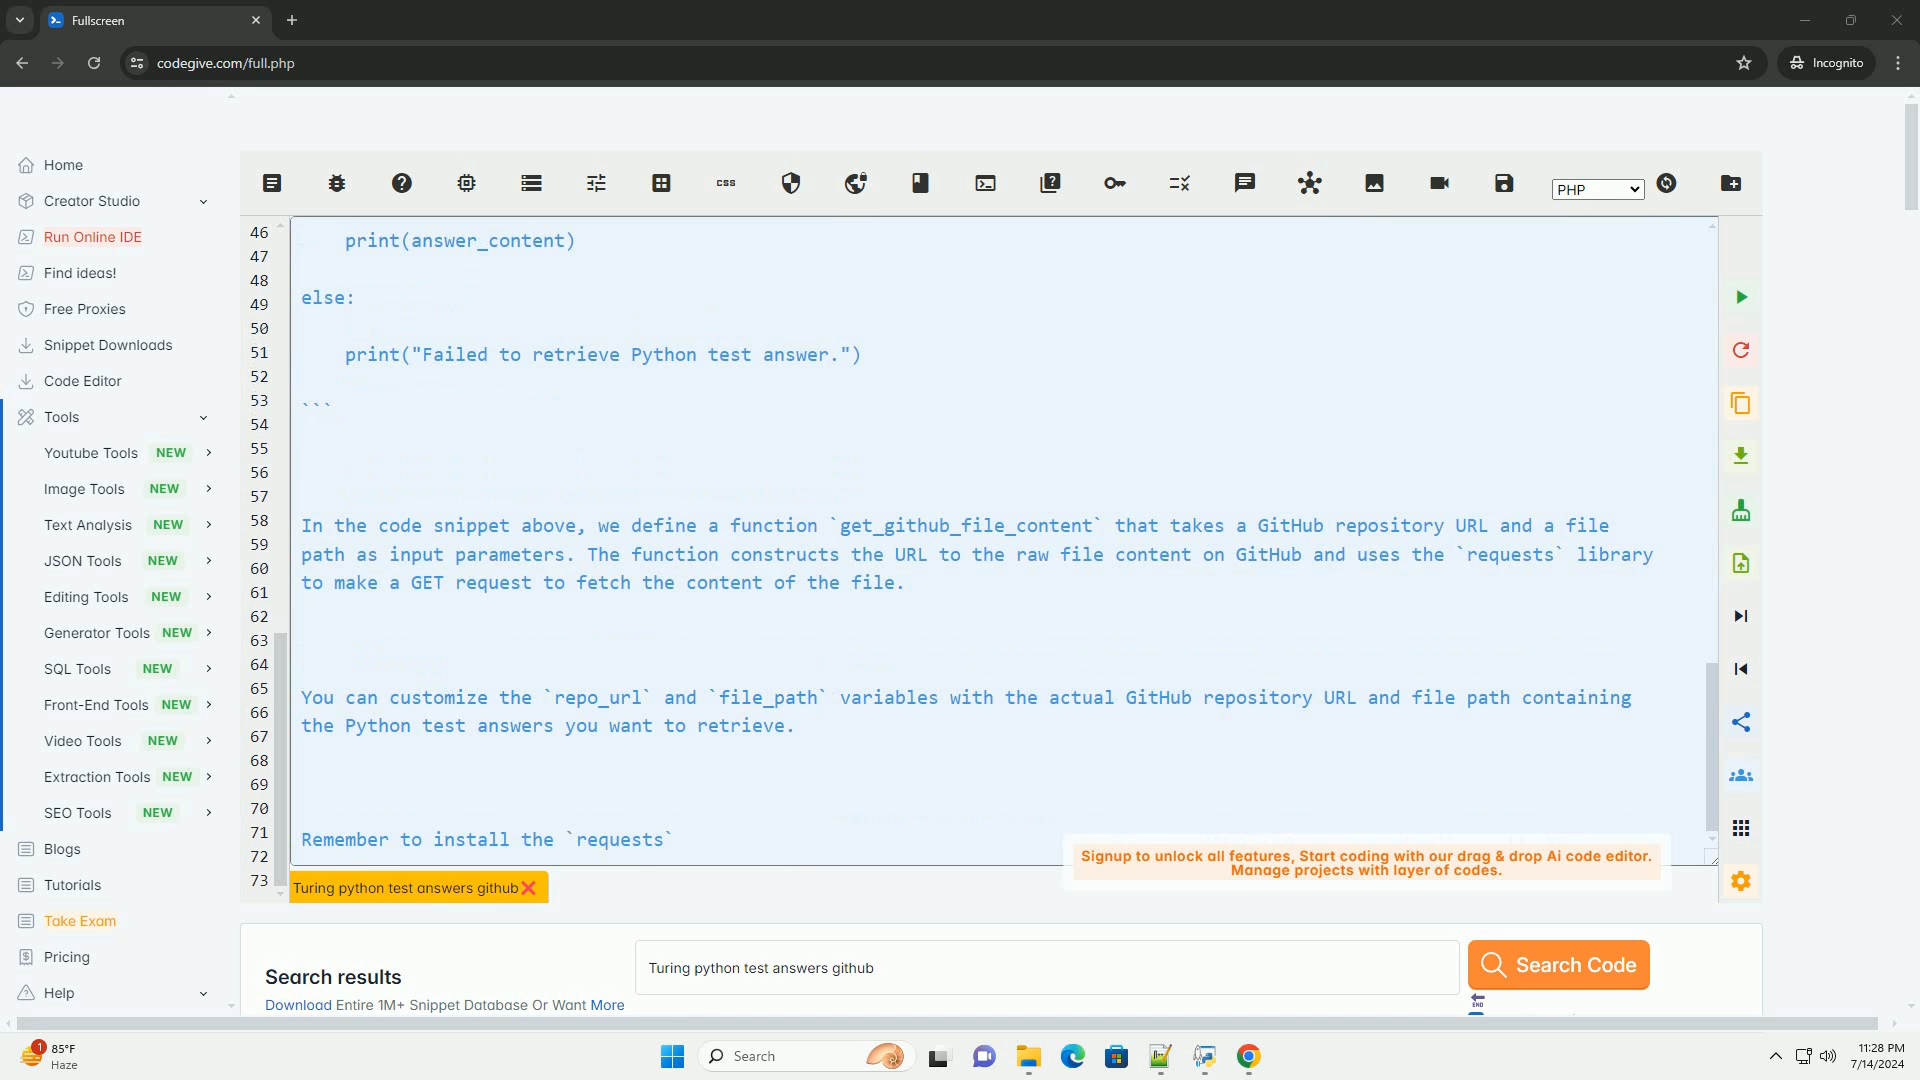 Fullscreen
codegive.com/full.php
Incognito
Home
Creator Studio
Run Online IDE
Find ideas!
Free Proxies
Snippet Downloads
Code Editor
Tools
Youtube Tools NEW
Image Tools NEW
Text Analysis NEW
JSON Tools NEW
Editing Tools NEW
Generator Tools NEW
SQL Tools NEW
Front-End Tools NEW
Video Tools NEW
Extraction Tools NEW
SEO Tools NEW
Blogs
Tutorials
Take Exam
Pricing
Help
css
PHP
46
47
48
49
50
51
52
53
54
55
56
57
58
59
60
61
62
63
64
65
66
67
68
69
70
71
72
73
print(answer_content)
else:
print("Failed to retrieve Python test answer.")
```
In the code snippet above, we define a function `get_github_file_content` that takes a GitHub repository URL and a file
path as input parameters. The function constructs the URL to the raw file content on GitHub and uses the `requests` library
to make a GET request to fetch the content of the file.
You can customize the `repo_url` and `file_path` variables with the actual GitHub repository URL and file path containing
the Python test answers you want to retrieve.
Remember to install the `requests`
Signup to unlock all features, Start coding with our drag & drop Ai code editor.
Manage projects with layer of codes.
Turing python test answers github
Search results
Download Entire 1M+ Snippet Database Or Want More
Turing python test answers github
Search Code
END
1
85°F
Haze
Search
11:28 PM
7/14/2024